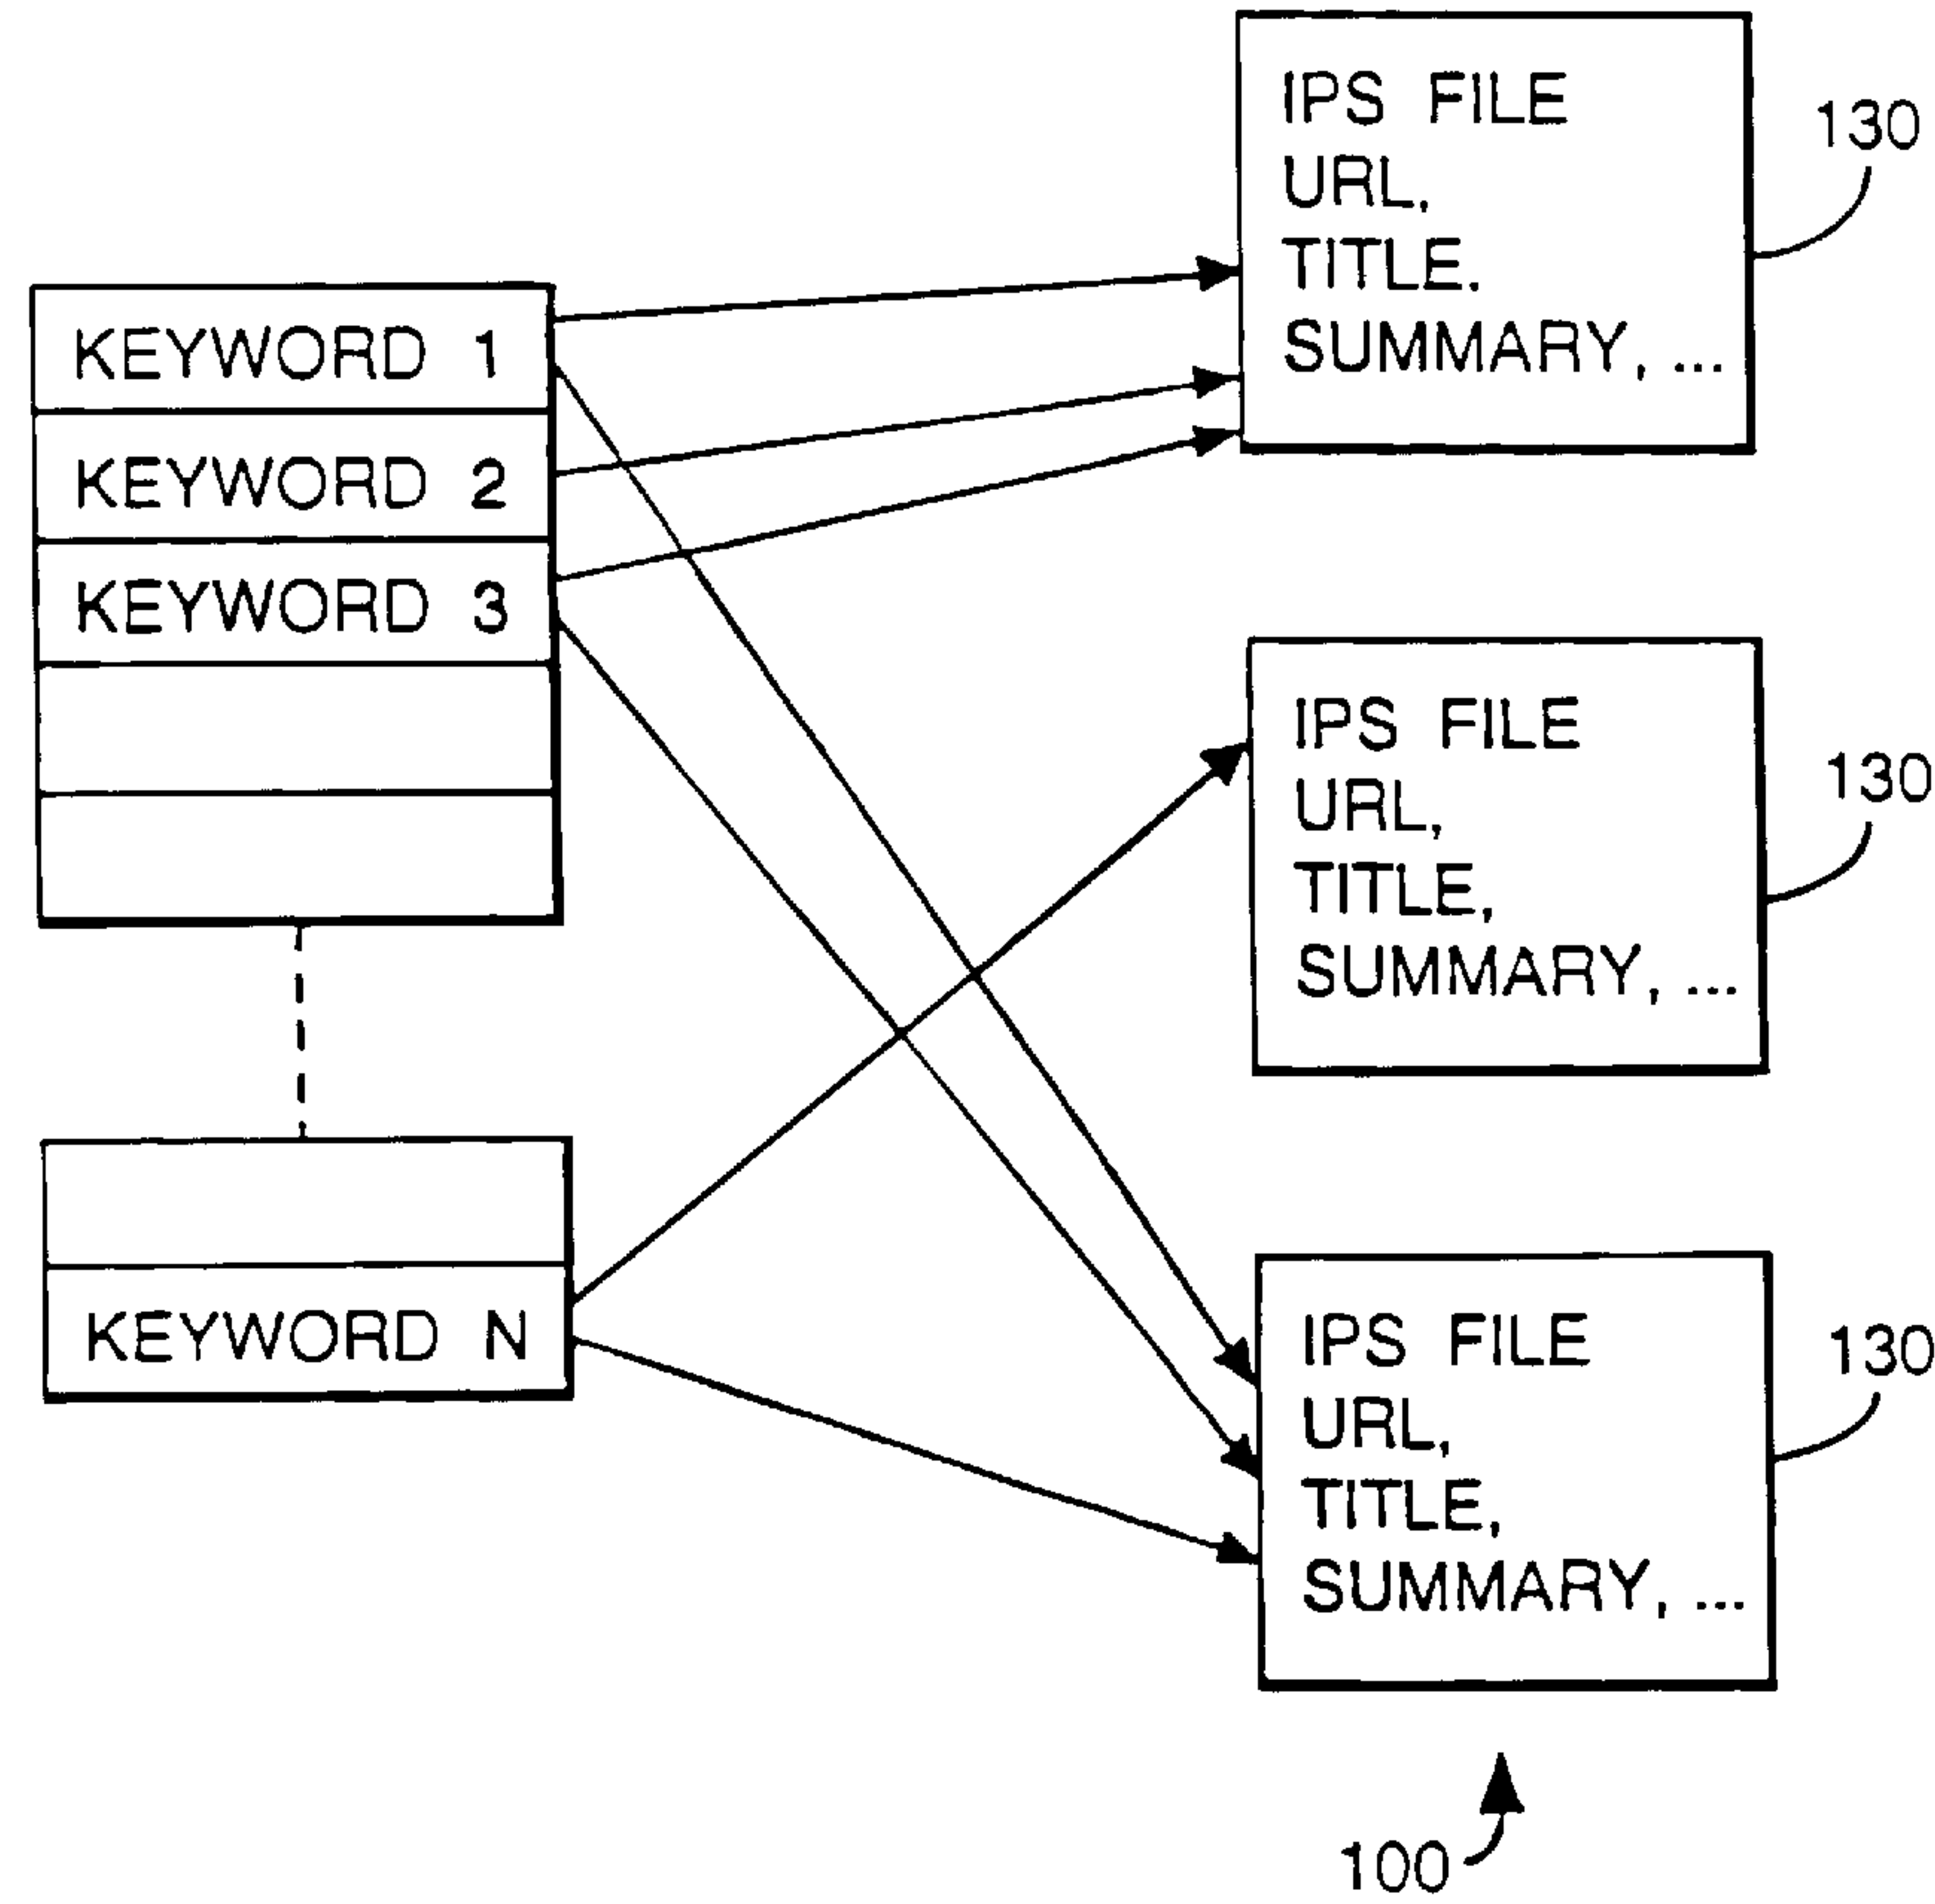 KEYWORD 1
KEYWORD 2
KEYWORD 3
KEYWORD N
IPS FILE
URL,
TITLE.
SUMMARY, ...
130
IPS FILE
URL,
TITLE,
SUMMARY, ...
130
IPS FILE
URL,
TITLE,
SUMMARY, ...
130
100